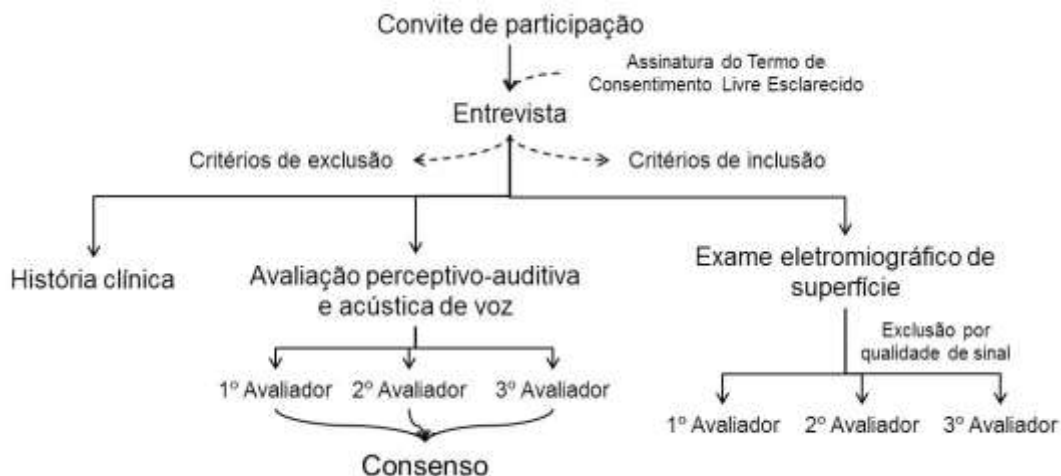 Convite de participação
Assinatura do Termo de
Consentimento Livre Esclarecido
Entrevista
Critérios de exclusão
Critérios de inclusão
História clínica
Avaliação perceptivo-auditiva
e acústica de voz
Exame eletromiográfico de
superfície
Exclusão por
qualidade de sinal
1º Avaliador
2º Avaliador
3º Avaliador
1º Avaliador
2º Avaliador
3º Avaliador
Consenso